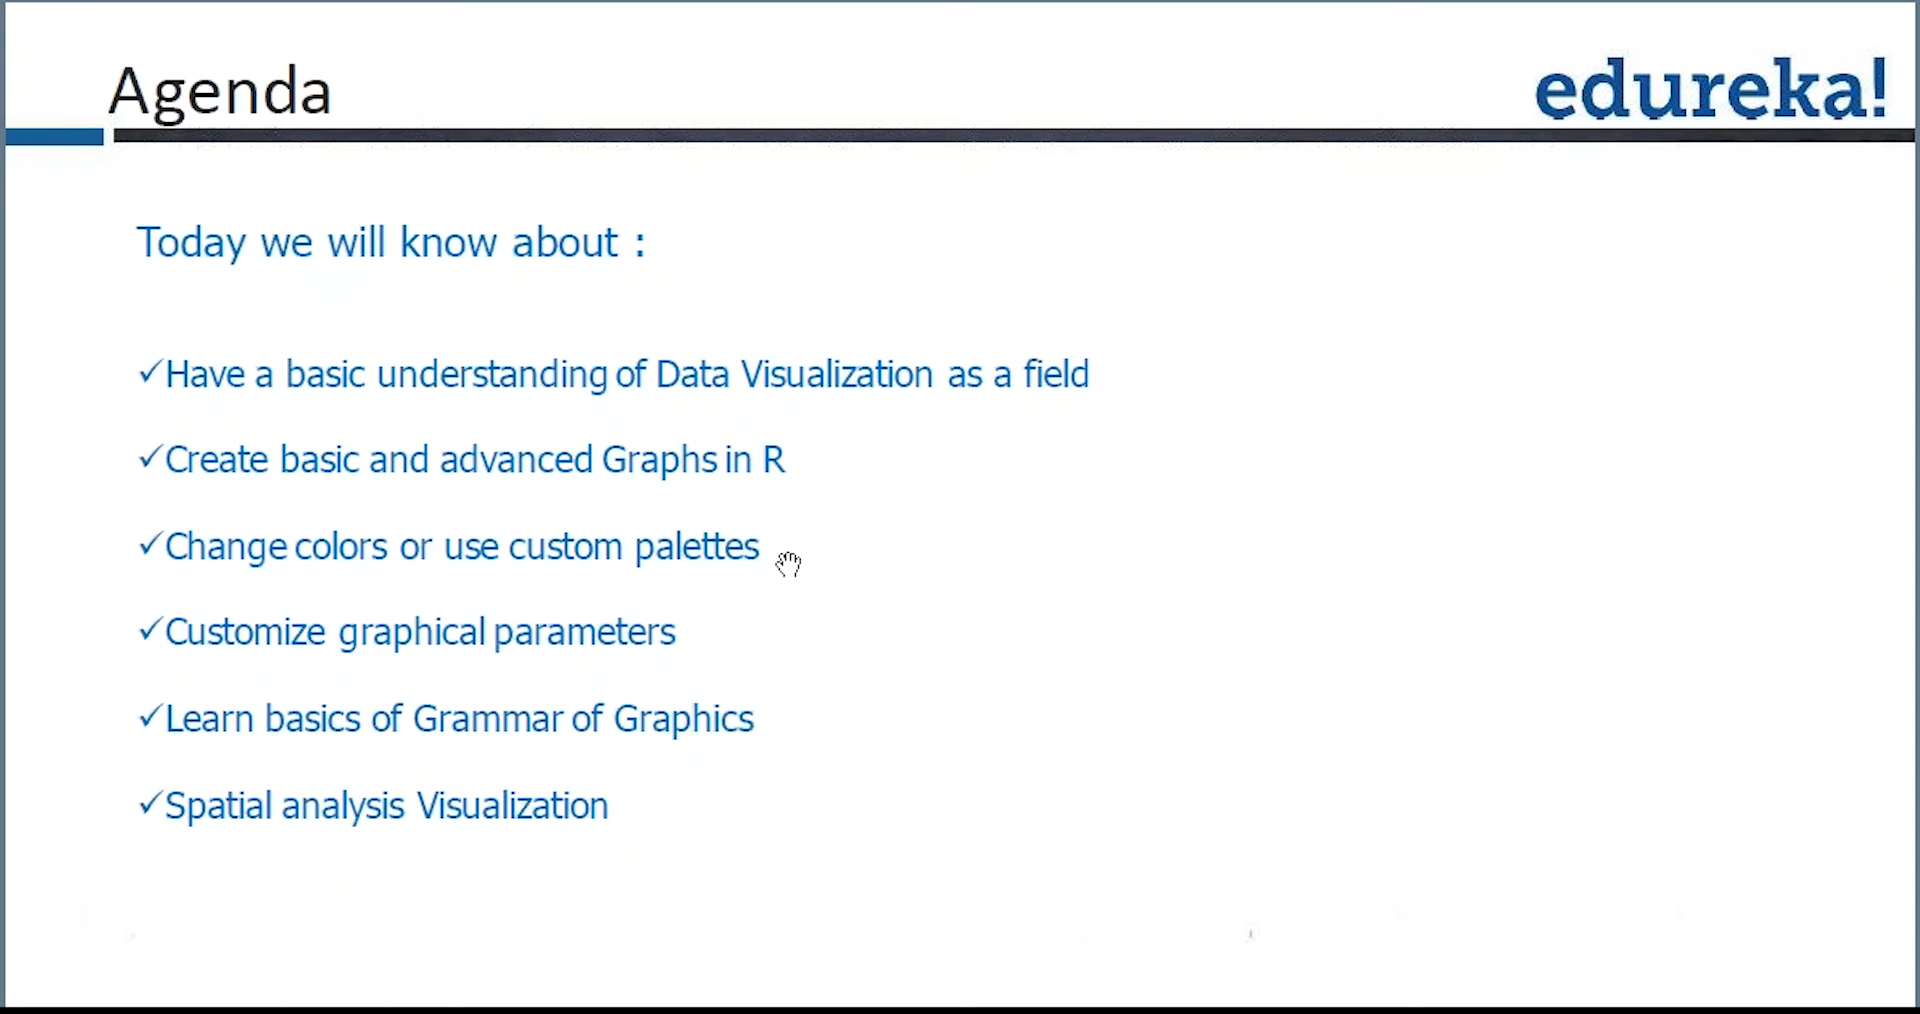 Agenda
edureka!
Today we will know about :
✓Have a basic understanding of Data Visualization as a field
✓Create basic and advanced Graphs in R
✓Change colors or use custom palettes
✓Customize graphical parameters
✓Learn basics of Grammar of Graphics
✓Spatial analysis Visualization